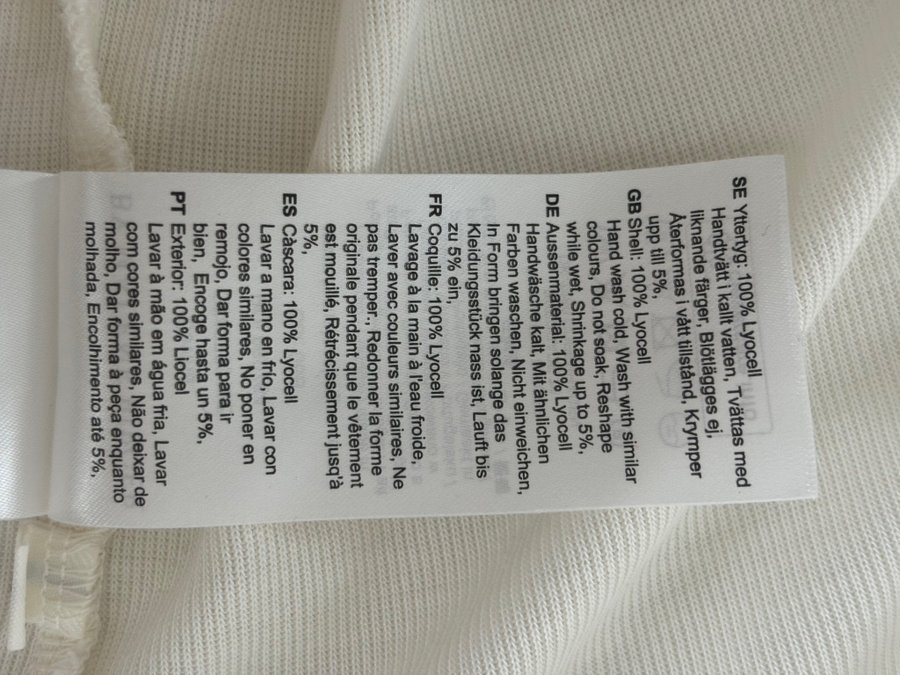 SE Yttertyg: 100% Lyocell
Handtvätt i kallt vatten, Tvättas med
liknande färger, Blötlägges ej,
Återformas i vått tillstånd, Krymper
upp till 5%,
GB Shell: 100% Lyocell
Hand wash cold, Wash with similar
colours, Do not soak, Reshape
while wet, Shrinkage up to 5%,
DE Aussenmaterial: 100% Lyocell
Handwäsche kalt, Mit ähnlichen
Farben waschen, Nicht einweichen,
In Form bringen solange das
Kleidungsstück nass ist, Lauft bis
zu 5% ein,
FR Coquille: 100% Lyocell
Lavage à la main à l'eau froide,
Laver avec couleurs similaires, Ne
pas tremper., Redonner la forme
originale pendant que le vêtement
est mouillé, Rétrécissement jusq'à
5%,
ES Càscara: 100% Lyocell
Lavar a mano en frío, Lavar con
colores similares, No poner en
remojo, Dar forma para ir
bien, Encoge hasta un 5%,
PT Exterior: 100% Liocel
Lavar à mão em água fria, Lavar
com cores similares, Não deixar de
molho, Dar forma à peça enquanto
molhada, Encolhimento até 5%,